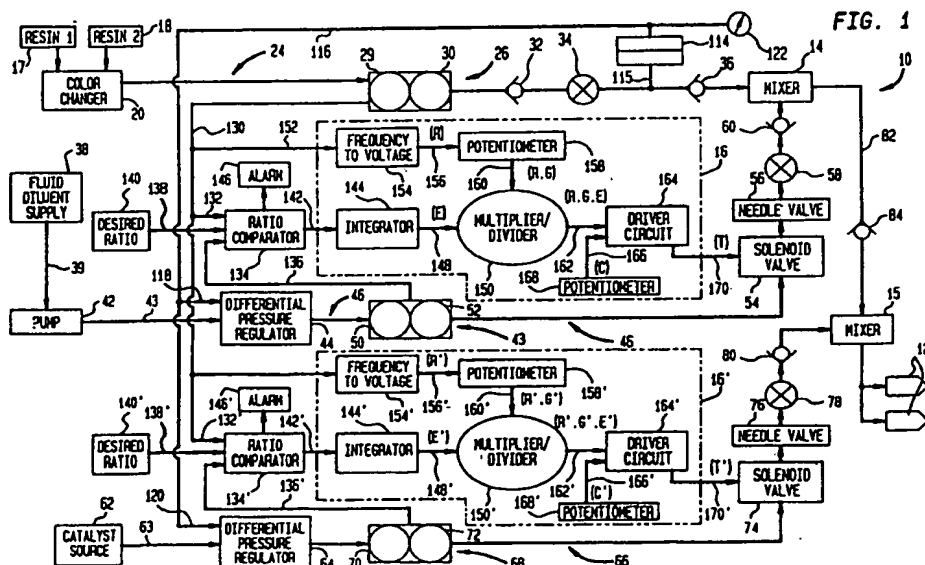 FIG. 1
RESIN 1
RESIN 2
18
17
COLOR CHANGER
20
24
116
29
30
26
32
34
114
115
122
36
14
MIXER
10
60
82
130
152
FREQUENCY TO VOLTAGE
154
(R)
156
POTENTIOMETER
158
160
(R.G)
16
38
FLUID DILUENT SUPPLY
39
140
DESIRED RATIO
138
132
146
ALARM
RATIO COMPARATOR
134
142
144
INTEGRATOR
(E)
148
MULTIPLIER/ DIVIDER
150
(R.G.E)
162
164
DRIVER CIRCUIT
166
(C)
168
POTENTIOMETER
(T)
170
58
56
NEEDLE VALVE
SOLENOID VALVE
54
84
136
118
42
PUMP
43
DIFFERENTIAL PRESSURE REGULATOR
44
46
50
52
43
46
15
MIXER
12
80
FREQUENCY TO VOLTAGE
154'
(R')
156'
POTENTIOMETER
158'
160'
(R'.G')
16'
140'
DESIRED RATIO
138'
132'
146'
ALARM
RATIO COMPARATOR
134'
142'
144'
INTEGRATOR
(E')
148'
MULTIPLIER/ DIVIDER
150'
(R'.G'.E')
162'
164'
DRIVER CIRCUIT
166'
(C')
168'
POTENTIOMETER
(T')
170'
78
76
NEEDLE VALVE
SOLENOID VALVE
74
136'
120
62
CATALYST SOURCE
63
DIFFERENTIAL PRESSURE REGULATOR
64
70
72
68
66